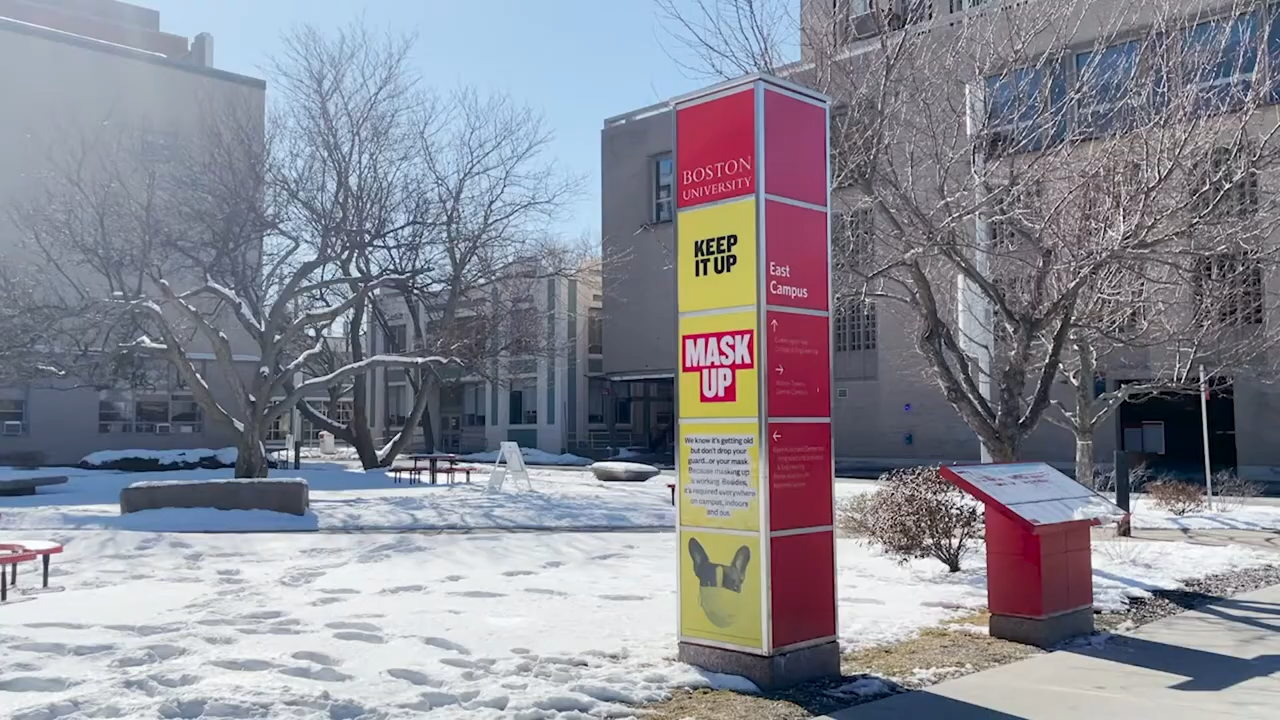 BOSTON
UNIVERSITY
KEEP
IT UP
MASK
UP
We know it's getting old
but don't drop your
guard...or your mask.
Because masking up
is working. Besides,
it's required everywhere
on campus, indoors
and out.
East
Campus